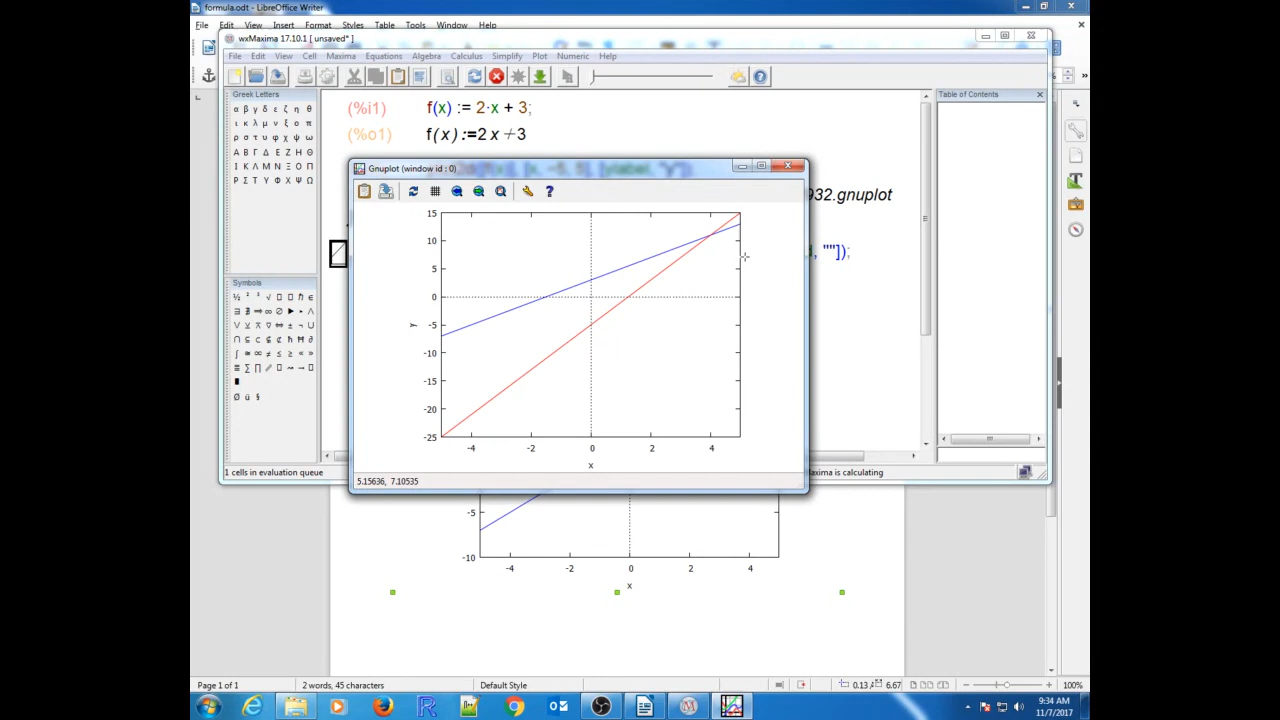 formula.odt - LibreOffice Writer
File Edit View Insert Format Styles Table Tools Window Help
wxMaxima 17.10.1 [ unsaved* ]
File Edit View Cell Maxima Equations Algebra Calculus Simplify Plot Numeric Help
Greek Letters
α β γ δ ε ζ η θ
ι κ λ μ ν ξ ο π
ρ σ τ υ φ χ ψ ω
Α Β Γ Δ Ε Ζ Η Θ
Ι Κ Λ Μ Ν Ξ Ο Π
Ρ Σ Τ Υ Φ Χ Ψ Ω
Symbols
Table of Contents
(%i1) f(x) := 2·x + 3;
(%o1) f(x):=2 x+3
932.gnuplot
, ""]);
Gnuplot (window id : 0)
15
10
5
0
-5
-10
-15
-20
-25
y
-4 -2 0 2 4
x
5.15636, 7.10535
1 cells in evaluation queue
Maxima is calculating
-5
-10
-4 -2 0 2 4
x
Page 1 of 1 2 words, 45 characters Default Style 0.13 / 6.67 100%
9:34 AM
11/7/2017